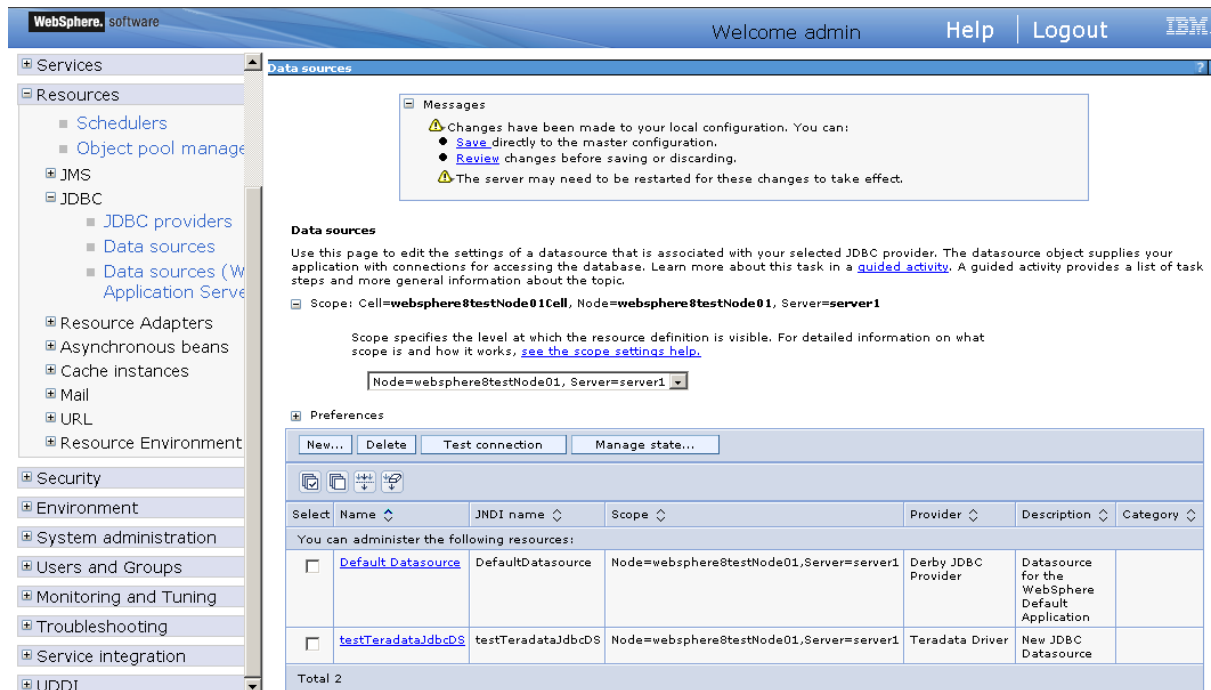 WebSphere. software
Welcome admin
Help
Logout
IBM.
Services
Resources
Schedulers
Object pool manage
JMS
JDBC
JDBC providers
Data sources
Data sources (W
Application Serve
Resource Adapters
Asynchronous beans
Cache instances
Mail
URL
Resource Environment
Security
Environment
System administration
Users and Groups
Monitoring and Tuning
Troubleshooting
Service integration
UDDI
Data sources
?
Messages
Changes have been made to your local configuration. You can:
Save directly to the master configuration.
Review changes before saving or discarding.
The server may need to be restarted for these changes to take effect.
Data sources
Use this page to edit the settings of a datasource that is associated with your selected JDBC provider. The datasource object supplies your
application with connections for accessing the database. Learn more about this task in a guided activity. A guided activity provides a list of task
steps and more general information about the topic.
Scope: Cell=websphere8testNode01Cell, Node=websphere8testNode01, Server=server1
Scope specifies the level at which the resource definition is visible. For detailed information on what
scope is and how it works, see the scope settings help.
Node=websphere8testNode01, Server=server1
Preferences
New... Delete Test connection Manage state...
Select Name JNDI name Scope Provider Description Category
You can administer the following resources:
Default Datasource DefaultDatasource Node=websphere8testNode01,Server=server1 Derby JDBC Datasource
Provider for the
WebSphere
Default
Application
testTeradataJdbcDS testTeradataJdbcDS Node=websphere8testNode01,Server=server1 Teradata Driver New JDBC
Datasource
Total 2